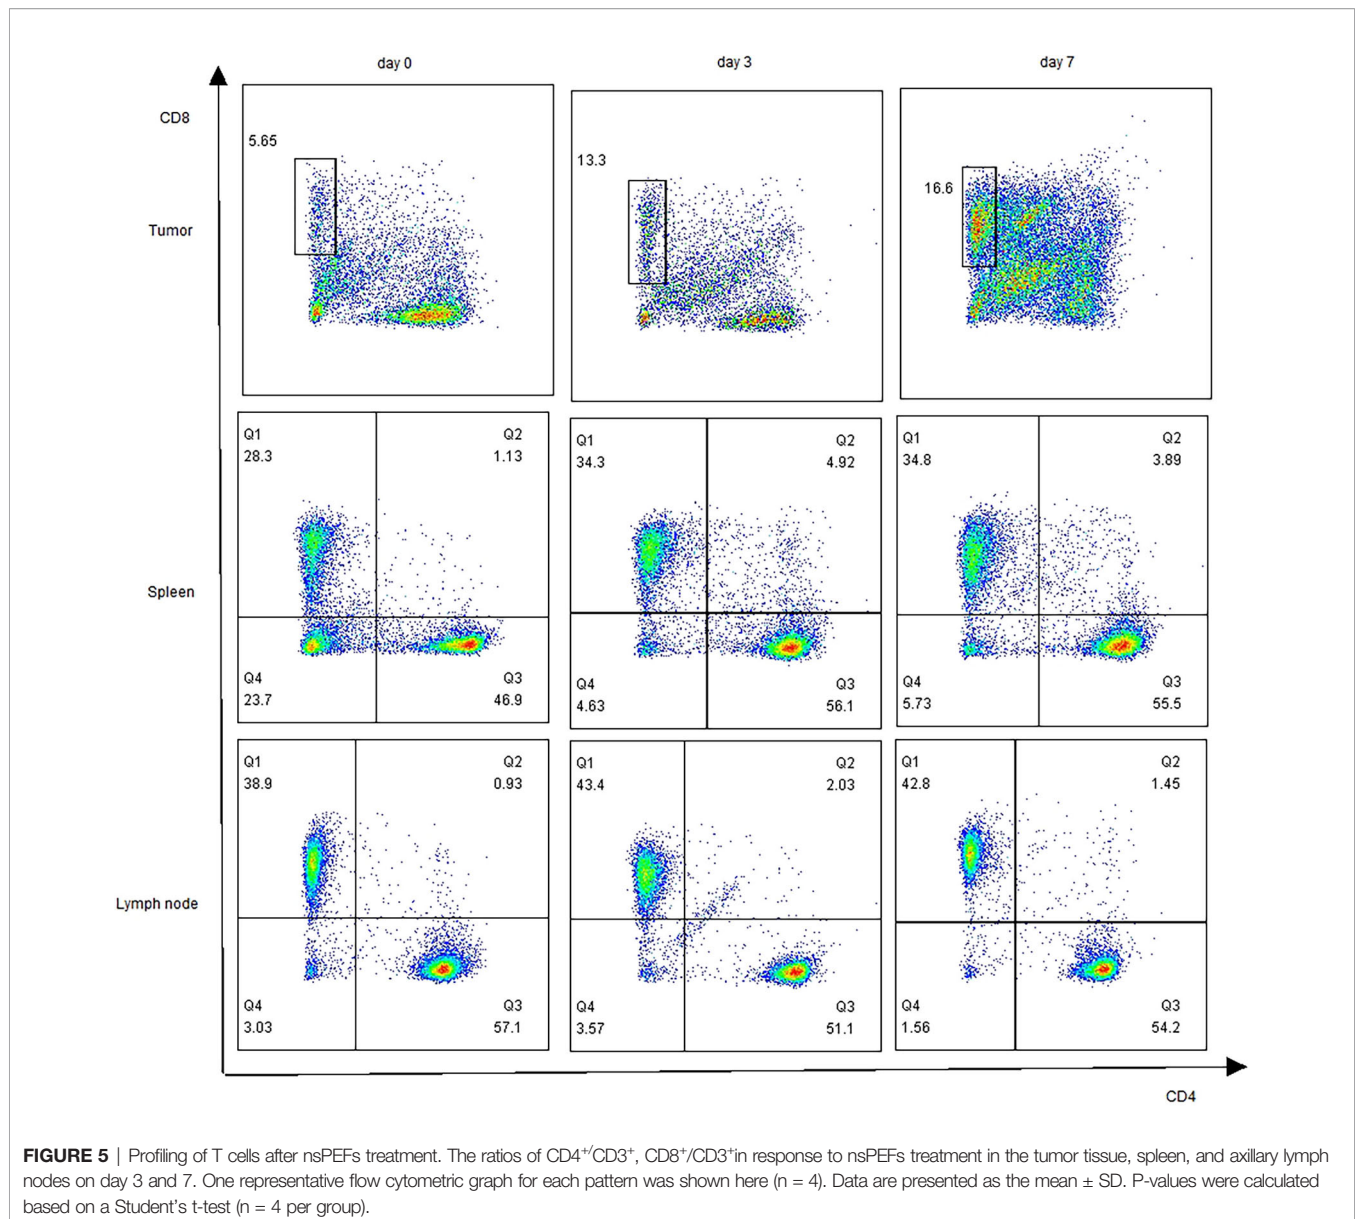 day 0 day 3 day 7
CD8
5.65 13.3 16.6
Tumor
Q1 Q2 Q1 Q2 Q1 Q2
28.3 1.13 34.3 4.92 34.8 3.89
Spleen
Q4 Q3 Q4 Q3 Q4 Q3
23.7 46.9 4.63 56.1 5.73 55.5
Q1 Q2 Q1 Q2 Q1 Q2
38.9 0.93 43.4 2.03 42.8 1.45
Lymph node
Q4 Q3 Q4 Q3 Q4 Q3
3.03 57.1 3.57 51.1 1.56 54.2
CD4
FIGURE 5 | Profiling of T cells after nsPEFs treatment. The ratios of CD4⁺/CD3⁺, CD8⁺/CD3⁺in response to nsPEFs treatment in the tumor tissue, spleen, and axillary lymph
nodes on day 3 and 7. One representative flow cytometric graph for each pattern was shown here (n = 4). Data are presented as the mean ± SD. P-values were calculated
based on a Student's t-test (n = 4 per group).